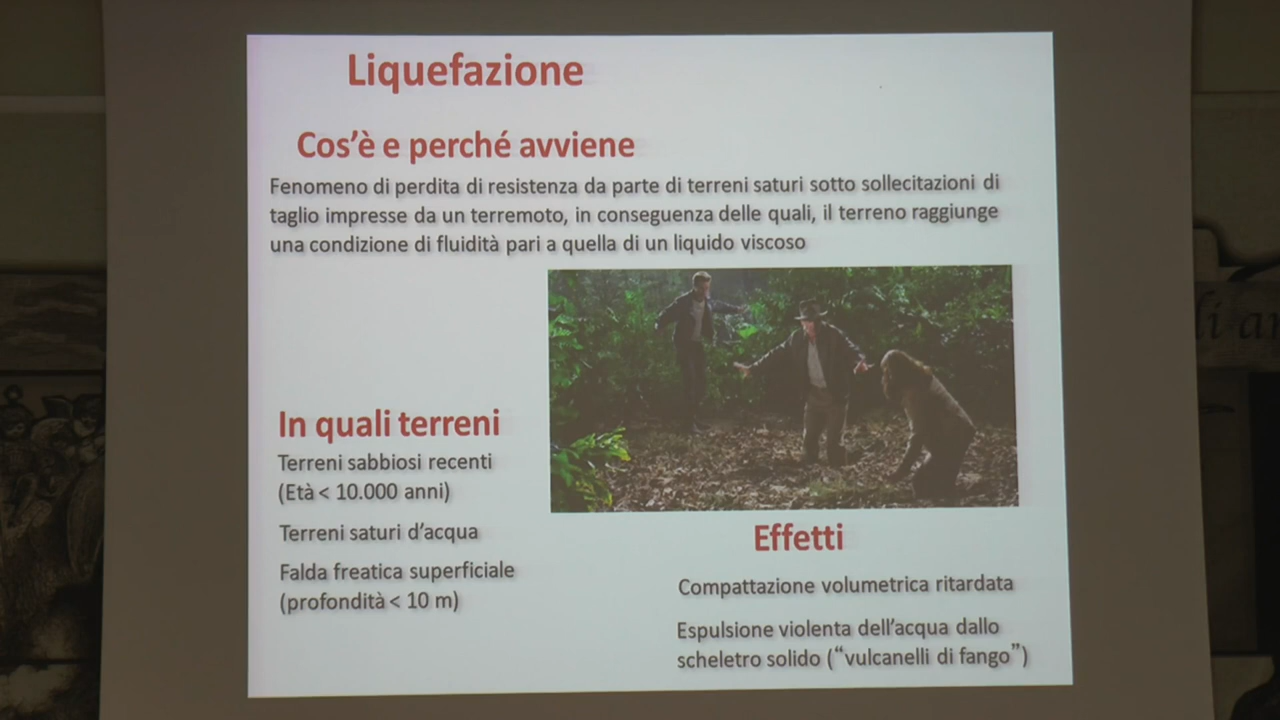 Liquefazione
Cos'è e perché avviene
Fenomeno di perdita di resistenza da parte di terreni saturi sotto sollecitazioni di
taglio impresse da un terremoto, in conseguenza delle quali, il terreno raggiunge
una condizione di fluidità pari a quella di un liquido viscoso
In quali terreni
Terreni sabbiosi recenti
(Età < 10.000 anni)
Terreni saturi d'acqua
Falda freatica superficiale
(profondità < 10 m)
Effetti
Compattazione volumetrica ritardata
Espulsione violenta dell'acqua dallo
scheletro solido (“vulcanelli di fango”)